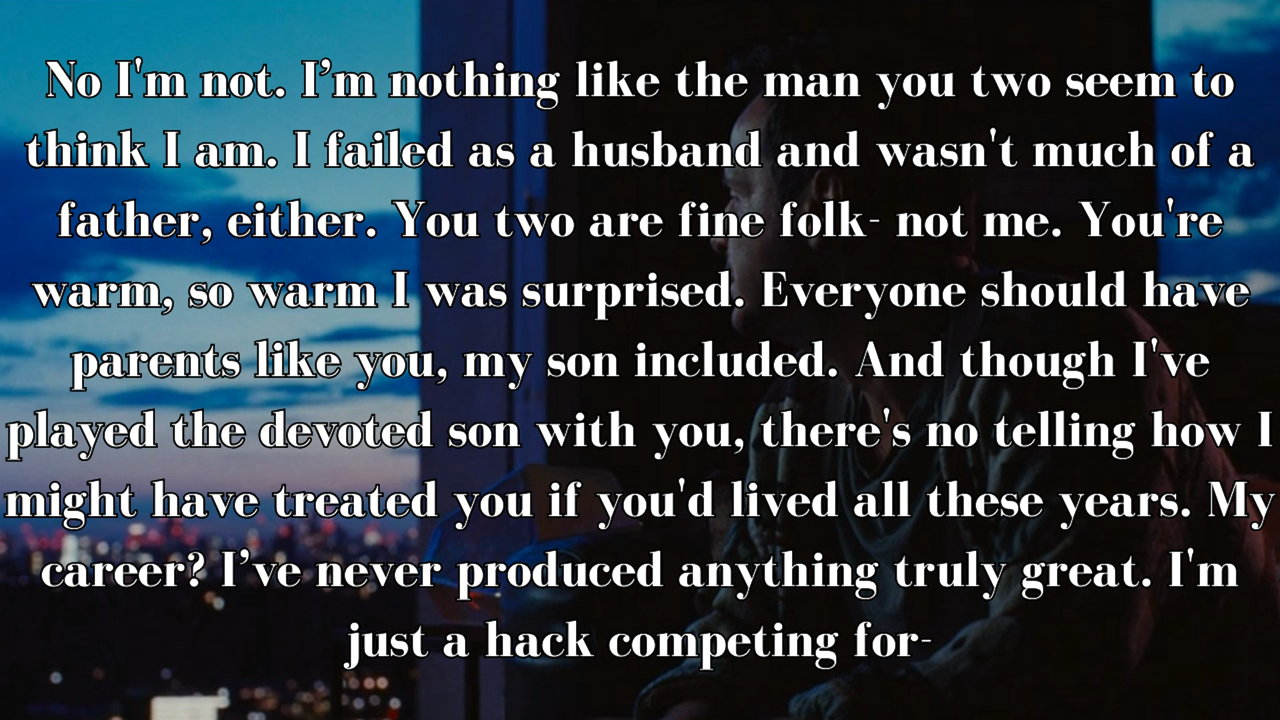 No I'm not. I’m nothing like the man you two seem to
think I am. I failed as a husband and wasn't much of a
father, either. You two are fine folk- not me. You're
warm, so warm I was surprised. Everyone should have
parents like you, my son included. And though I've
played the devoted son with you, there's no telling how I
might have treated you if you'd lived all these years. My
career? I’ve never produced anything truly great. I'm
just a hack competing for-